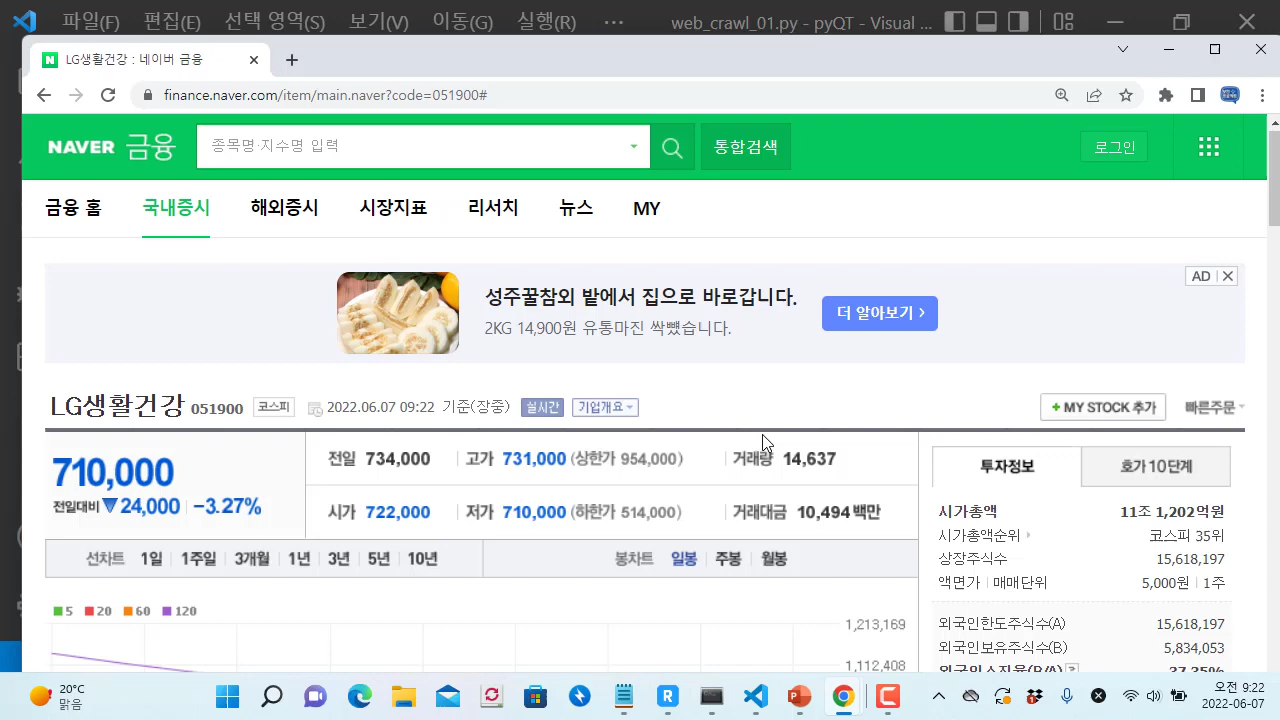 파일(F) 편집(E) 선택 영역(S) 보기(V) 이동(G) 실행(R) ··· web_crawl_01.py - pyQT - Visual ...
LG생활건강 : 네이버 금융
finance.naver.com/item/main.naver?code=051900#
NAVER 금융 종목명·지수명 입력 통합검색 로그인
금융 홈 국내증시 해외증시 시장지표 리서치 뉴스 MY
AD
성주꿀참외 밭에서 집으로 바로갑니다.
2KG 14,900원 유통마진 싹뺐습니다.
더 알아보기 >
LG생활건강 051900 코스피 2022.06.07 09:22 기준(장중) 실시간 기업개요 + MY STOCK 추가 빠른주문
710,000
전일대비 ▼ 24,000 -3.27%
전일 734,000 고가 731,000 (상한가 954,000) 거래량 14,637
시가 722,000 저가 710,000 (하한가 514,000) 거래대금 10,494 백만
선차트 1일 1주일 3개월 1년 3년 5년 10년 봉차트 일봉 주봉 월봉
5 20 60 120
1,213,169
1,112,408
투자정보 호가 10단계
시가총액 11조 1,202억원
시가총액순위 코스피 35위
상장주식수 15,618,197
액면가 | 매매단위 5,000원 | 1주
외국인한도주식수(A) 15,618,197
외국인보유주식수(B) 5,834,053
외국인소진율(B/A) ? 37.35%
20°C
맑음
오전 9:22
2022-06-07